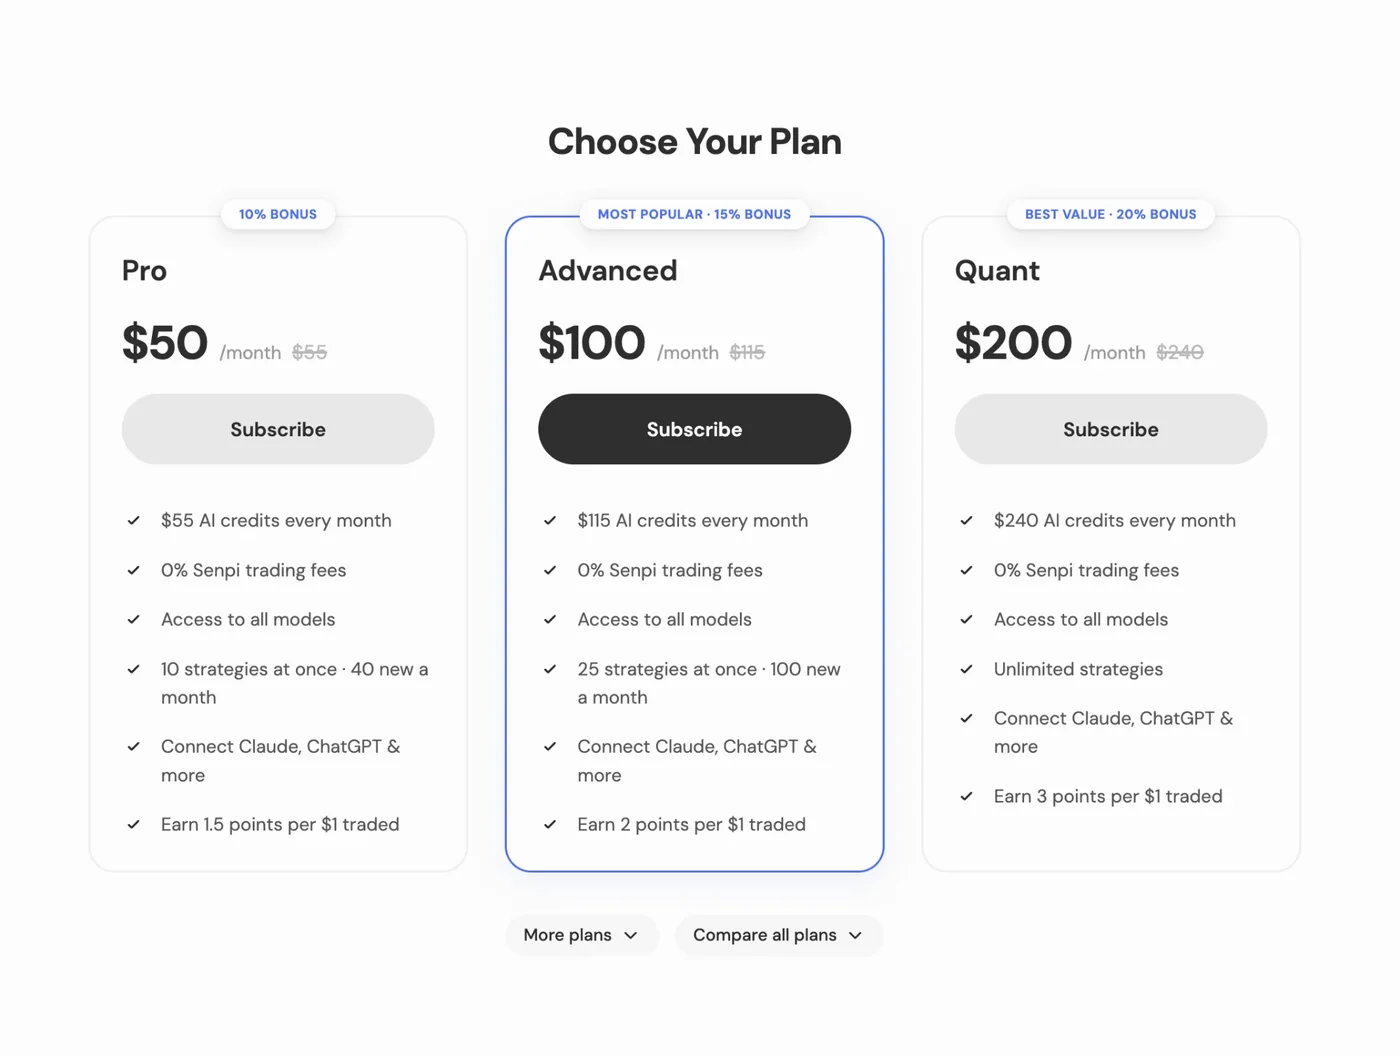 Choose Your Plan
10% BONUS
Pro
$50 /month $55
Subscribe
$55 AI credits every month
0% Senpi trading fees
Access to all models
10 strategies at once · 40 new a
month
Connect Claude, ChatGPT &
more
Earn 1.5 points per $1 traded
MOST POPULAR · 15% BONUS
Advanced
$100 /month $115
Subscribe
$115 AI credits every month
0% Senpi trading fees
Access to all models
25 strategies at once · 100 new
a month
Connect Claude, ChatGPT &
more
Earn 2 points per $1 traded
BEST VALUE · 20% BONUS
Quant
$200 /month $240
Subscribe
$240 AI credits every month
0% Senpi trading fees
Access to all models
Unlimited strategies
Connect Claude, ChatGPT &
more
Earn 3 points per $1 traded
More plans
Compare all plans